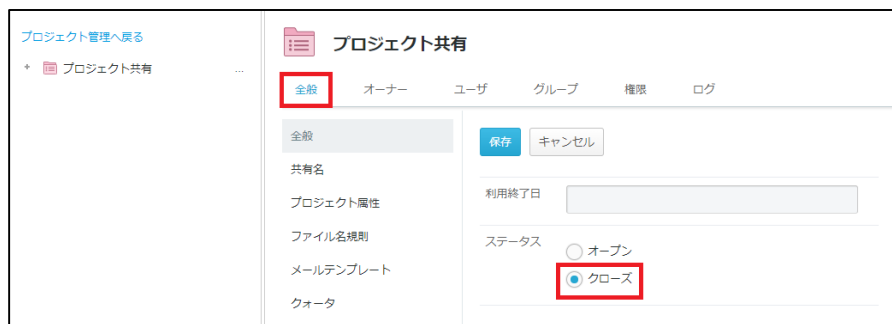 プロジェクト管理へ戻る
+ プロジェクト共有 ...
プロジェクト共有
全般 オーナー ユーザ グループ 権限 ログ
全般
共有名
プロジェクト属性
ファイル名規則
メールテンプレート
クォータ
保存 キャンセル
利用終了日
ステータス
オープン
クローズ